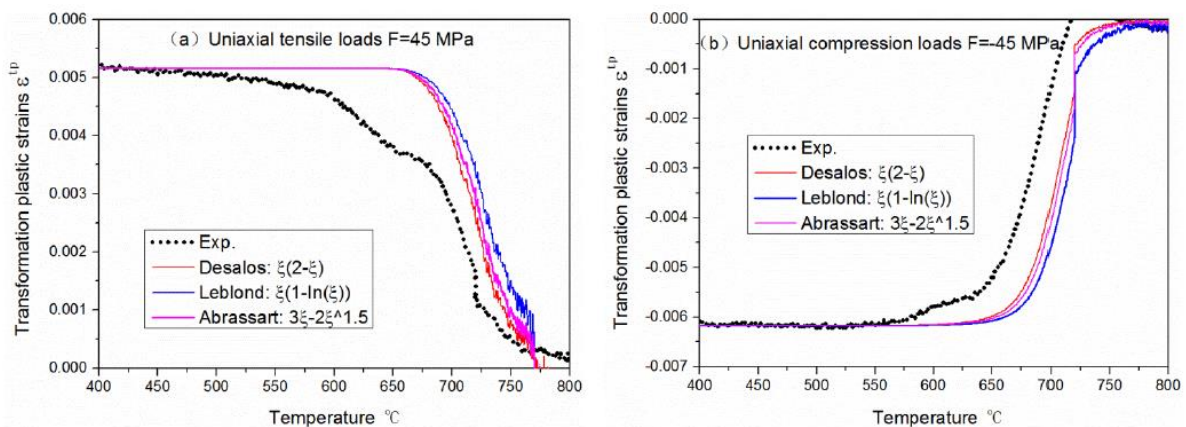 0.006
0.005
0.004
0.003
0.002
0.001
0.000
Transformation plastic strains ε^tp
(a) Uniaxial tensile loads F=45 MPa
Exp.
Desalos: ξ(2-ξ)
Leblond: ξ(1-ln(ξ))
Abrassart: 3ξ-2ξ^1.5
400 450 500 550 600 650 700 750 800
Temperature ℃
0.000
-0.001
-0.002
-0.003
-0.004
-0.005
-0.006
-0.007
Transformation plastic strains ε^tp
(b) Uniaxial compression loads F=-45 MPa
Exp.
Desalos: ξ(2-ξ)
Leblond: ξ(1-ln(ξ))
Abrassart: 3ξ-2ξ^1.5
400 450 500 550 600 650 700 750 800
Temperature ℃